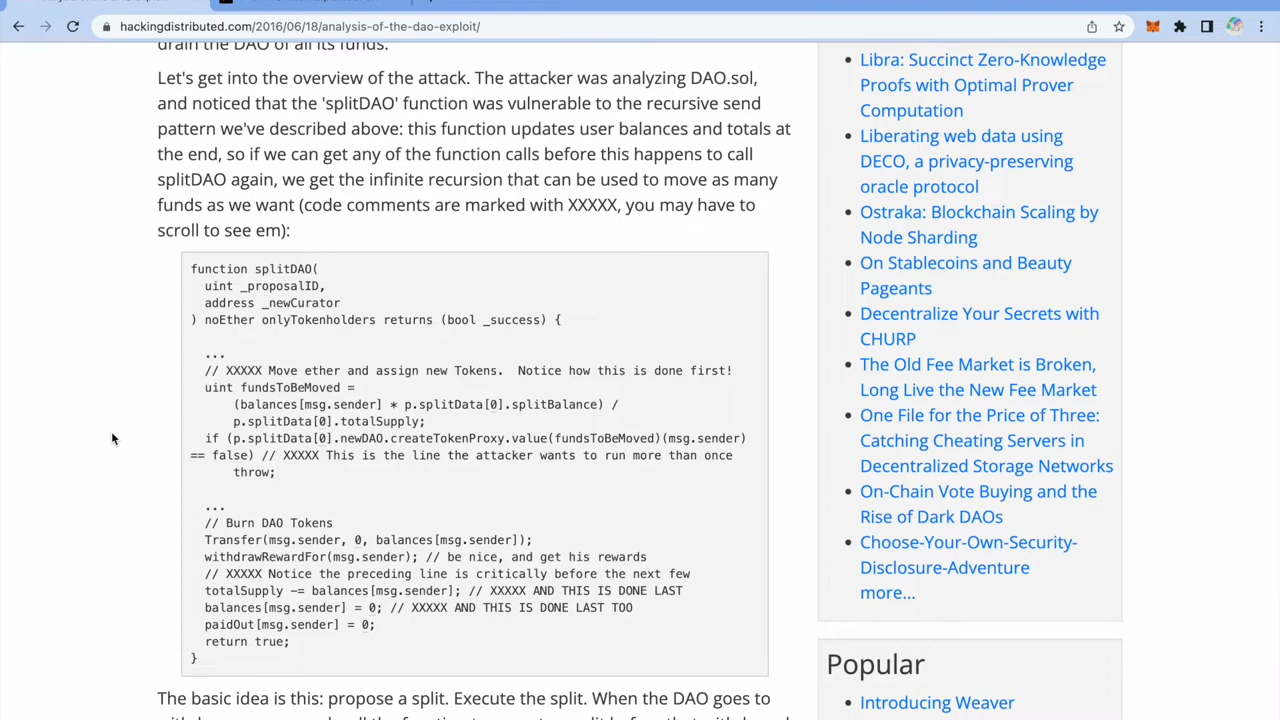 hackingdistributed.com/2016/06/18/analysis-of-the-dao-exploit/
drain the DAO of all its funds.
Let's get into the overview of the attack. The attacker was analyzing DAO.sol,
and noticed that the 'splitDAO' function was vulnerable to the recursive send
pattern we've described above: this function updates user balances and totals at
the end, so if we can get any of the function calls before this happens to call
splitDAO again, we get the infinite recursion that can be used to move as many
funds as we want (code comments are marked with XXXXX, you may have to
scroll to see em):
function splitDAO(
uint _proposalID,
address _newCurator
) noEther onlyTokenholders returns (bool _success) {
...
// XXXXX Move ether and assign new Tokens.  Notice how this is done first!
uint fundsToBeMoved =
(balances[msg.sender] * p.splitData[0].splitBalance) /
p.splitData[0].totalSupply;
if (p.splitData[0].newDAO.createTokenProxy.value(fundsToBeMoved)(msg.sender)
== false) // XXXXX This is the line the attacker wants to run more than once
throw;
...
// Burn DAO Tokens
Transfer(msg.sender, 0, balances[msg.sender]);
withdrawRewardFor(msg.sender); // be nice, and get his rewards
// XXXXX Notice the preceding line is critically before the next few
totalSupply -= balances[msg.sender]; // XXXXX AND THIS IS DONE LAST
balances[msg.sender] = 0; // XXXXX AND THIS IS DONE LAST TOO
paidOut[msg.sender] = 0;
return true;
}
The basic idea is this: propose a split. Execute the split. When the DAO goes to
Libra: Succinct Zero-Knowledge
Proofs with Optimal Prover
Computation
Liberating web data using
DECO, a privacy-preserving
oracle protocol
Ostraka: Blockchain Scaling by
Node Sharding
On Stablecoins and Beauty
Pageants
Decentralize Your Secrets with
CHURP
The Old Fee Market is Broken,
Long Live the New Fee Market
One File for the Price of Three:
Catching Cheating Servers in
Decentralized Storage Networks
On-Chain Vote Buying and the
Rise of Dark DAOs
Choose-Your-Own-Security-
Disclosure-Adventure
more...
Popular
Introducing Weaver